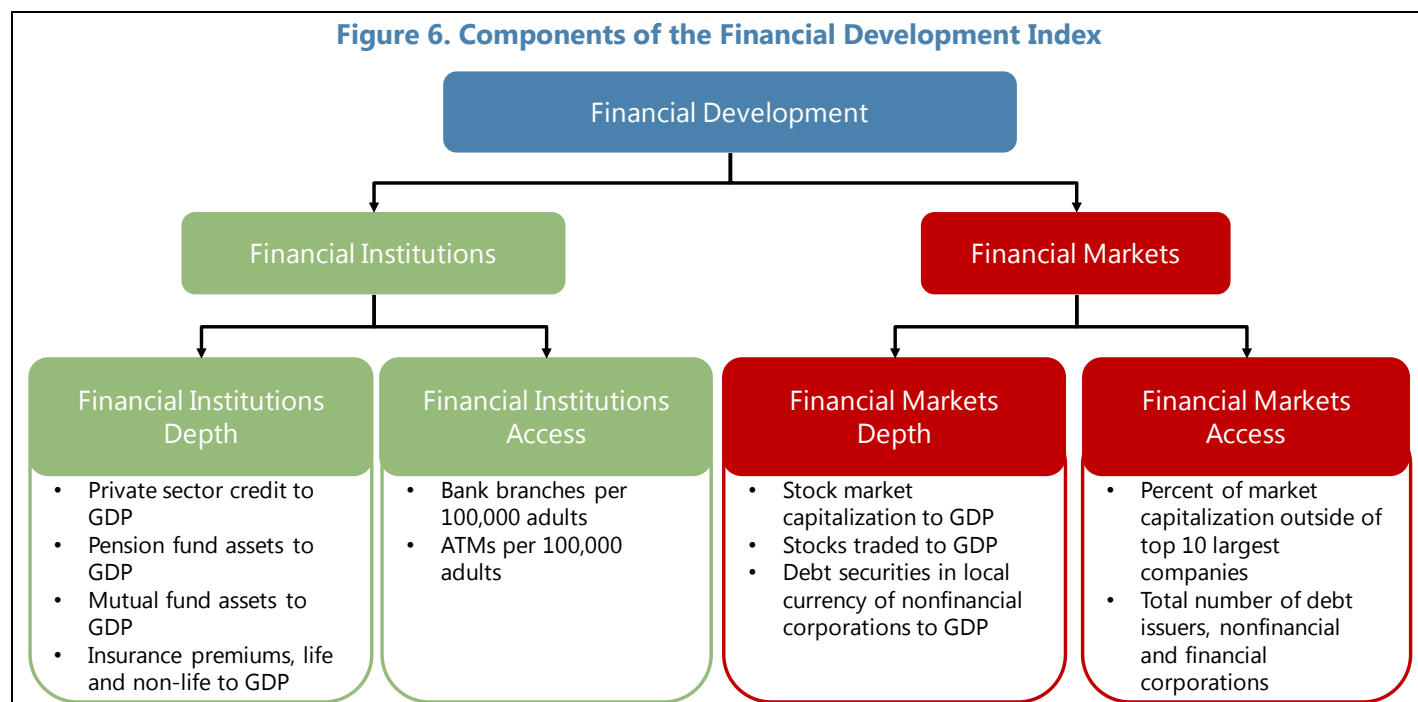 Figure 6. Components of the Financial Development Index
Financial Development
Financial Institutions
Financial Markets
Financial Institutions
Depth
• Private sector credit to
GDP
• Pension fund assets to
GDP
• Mutual fund assets to
GDP
• Insurance premiums, life
and non-life to GDP
Financial Institutions
Access
• Bank branches per
100,000 adults
• ATMs per 100,000
adults
Financial Markets
Depth
• Stock market
capitalization to GDP
• Stocks traded to GDP
• Debt securities in local
currency of nonfinancial
corporations to GDP
Financial Markets
Access
• Percent of market
capitalization outside of
top 10 largest
companies
• Total number of debt
issuers, nonfinancial
and financial
corporations